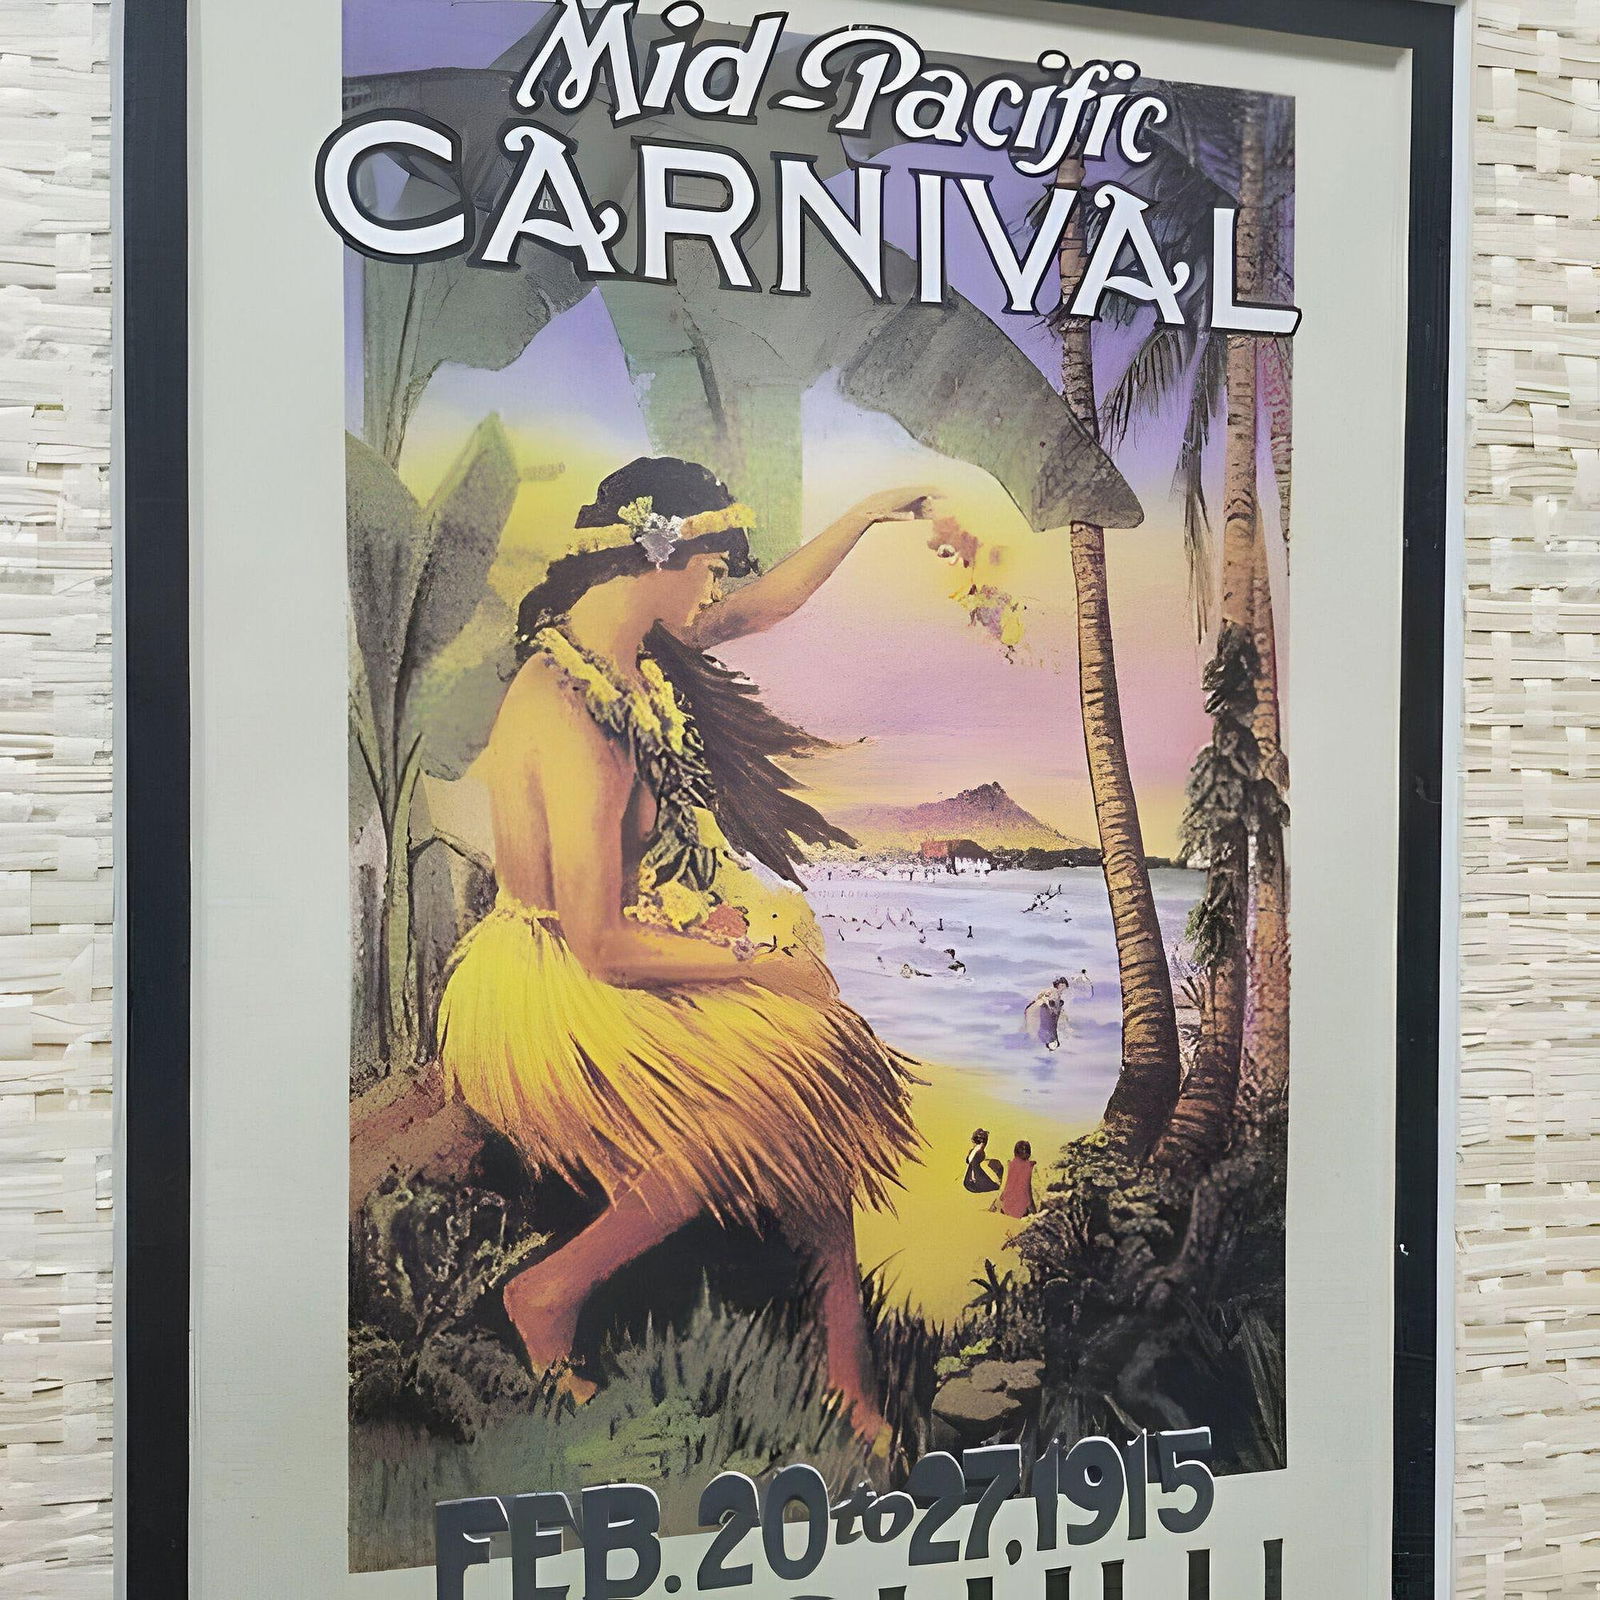 Mid-Pacific
CARNIVAL
FEB. 20 to 27, 1915